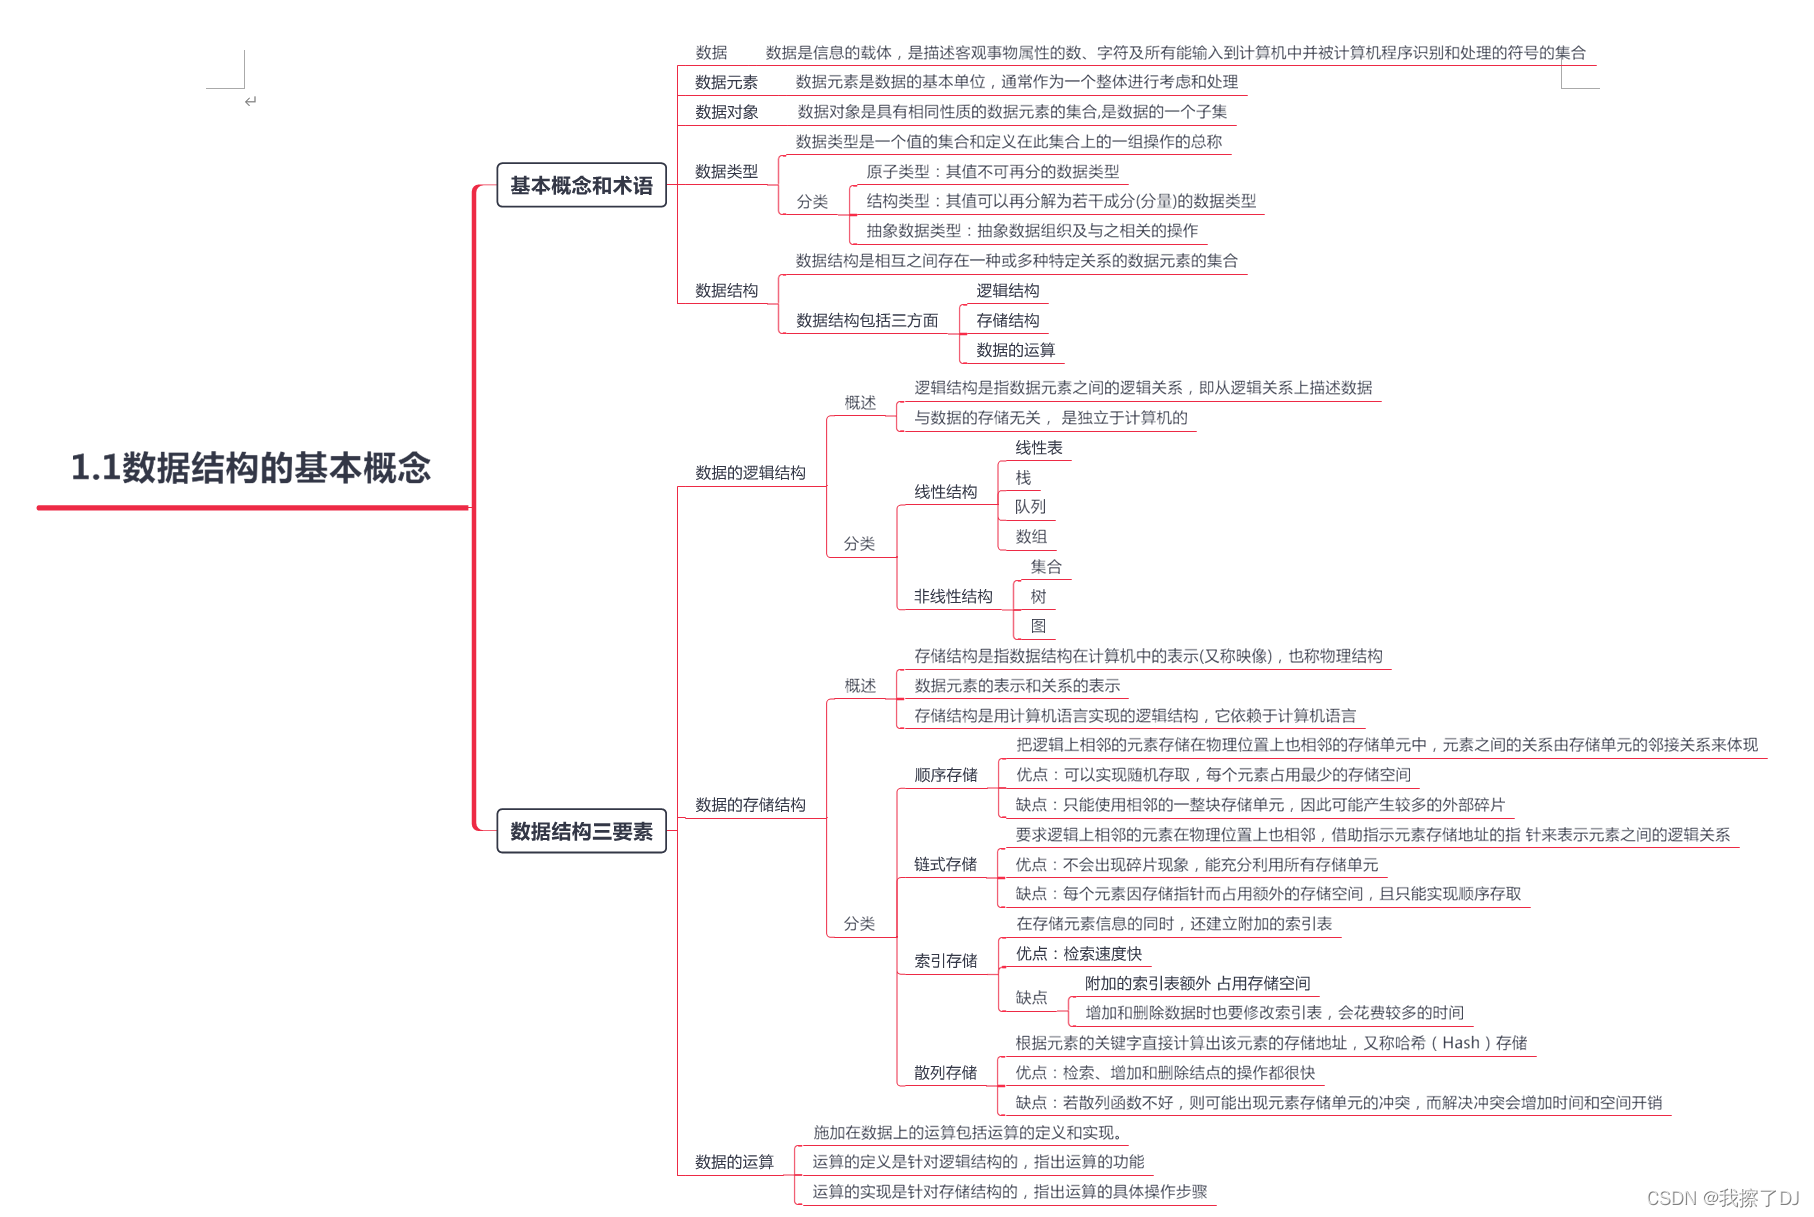 数据 数据是信息的载体，是描述客观事物属性的数、字符及所有能输入到计算机中并被计算机程序识别和处理的符号的集合
数据元素 数据元素是数据的基本单位，通常作为一个整体进行考虑和处理
数据对象 数据对象是具有相同性质的数据元素的集合,是数据的一个子集
数据类型是一个值的集合和定义在此集合上的一组操作的总称
数据类型
原子类型：其值不可再分的数据类型
基本概念和术语
分类
结构类型：其值可以再分解为若干成分(分量)的数据类型
抽象数据类型：抽象数据组织及与之相关的操作
数据结构是相互之间存在一种或多种特定关系的数据元素的集合
数据结构
逻辑结构
数据结构包括三方面
存储结构
数据的运算
1.1数据结构的基本概念
逻辑结构是指数据元素之间的逻辑关系，即从逻辑关系上描述数据
概述
与数据的存储无关， 是独立于计算机的
数据的逻辑结构
线性表
线性结构
栈
队列
数组
分类
集合
非线性结构
树
图
存储结构是指数据结构在计算机中的表示(又称映像)，也称物理结构
概述
数据元素的表示和关系的表示
存储结构是用计算机语言实现的逻辑结构，它依赖于计算机语言
把逻辑上相邻的元素存储在物理位置上也相邻的存储单元中，元素之间的关系由存储单元的邻接关系来体现
顺序存储
优点：可以实现随机存取，每个元素占用最少的存储空间
缺点：只能使用相邻的一整块存储单元，因此可能产生较多的外部碎片
数据的存储结构
数据结构三要素
要求逻辑上相邻的元素在物理位置上也相邻，借助指示元素存储地址的指 针来表示元素之间的逻辑关系
链式存储
优点：不会出现碎片现象，能充分利用所有存储单元
缺点：每个元素因存储指针而占用额外的存储空间，且只能实现顺序存取
分类
在存储元素信息的同时，还建立附加的索引表
索引存储
优点：检索速度快
缺点
附加的索引表额外 占用存储空间
增加和删除数据时也要修改索引表，会花费较多的时间
根据元素的关键字直接计算出该元素的存储地址，又称哈希（Hash）存储
散列存储
优点：检索、增加和删除结点的操作都很快
缺点：若散列函数不好，则可能出现元素存储单元的冲突，而解决冲突会增加时间和空间开销
施加在数据上的运算包括运算的定义和实现。
数据的运算
运算的定义是针对逻辑结构的，指出运算的功能
运算的实现是针对存储结构的，指出运算的具体操作步骤
CSDN @我擦了DJ